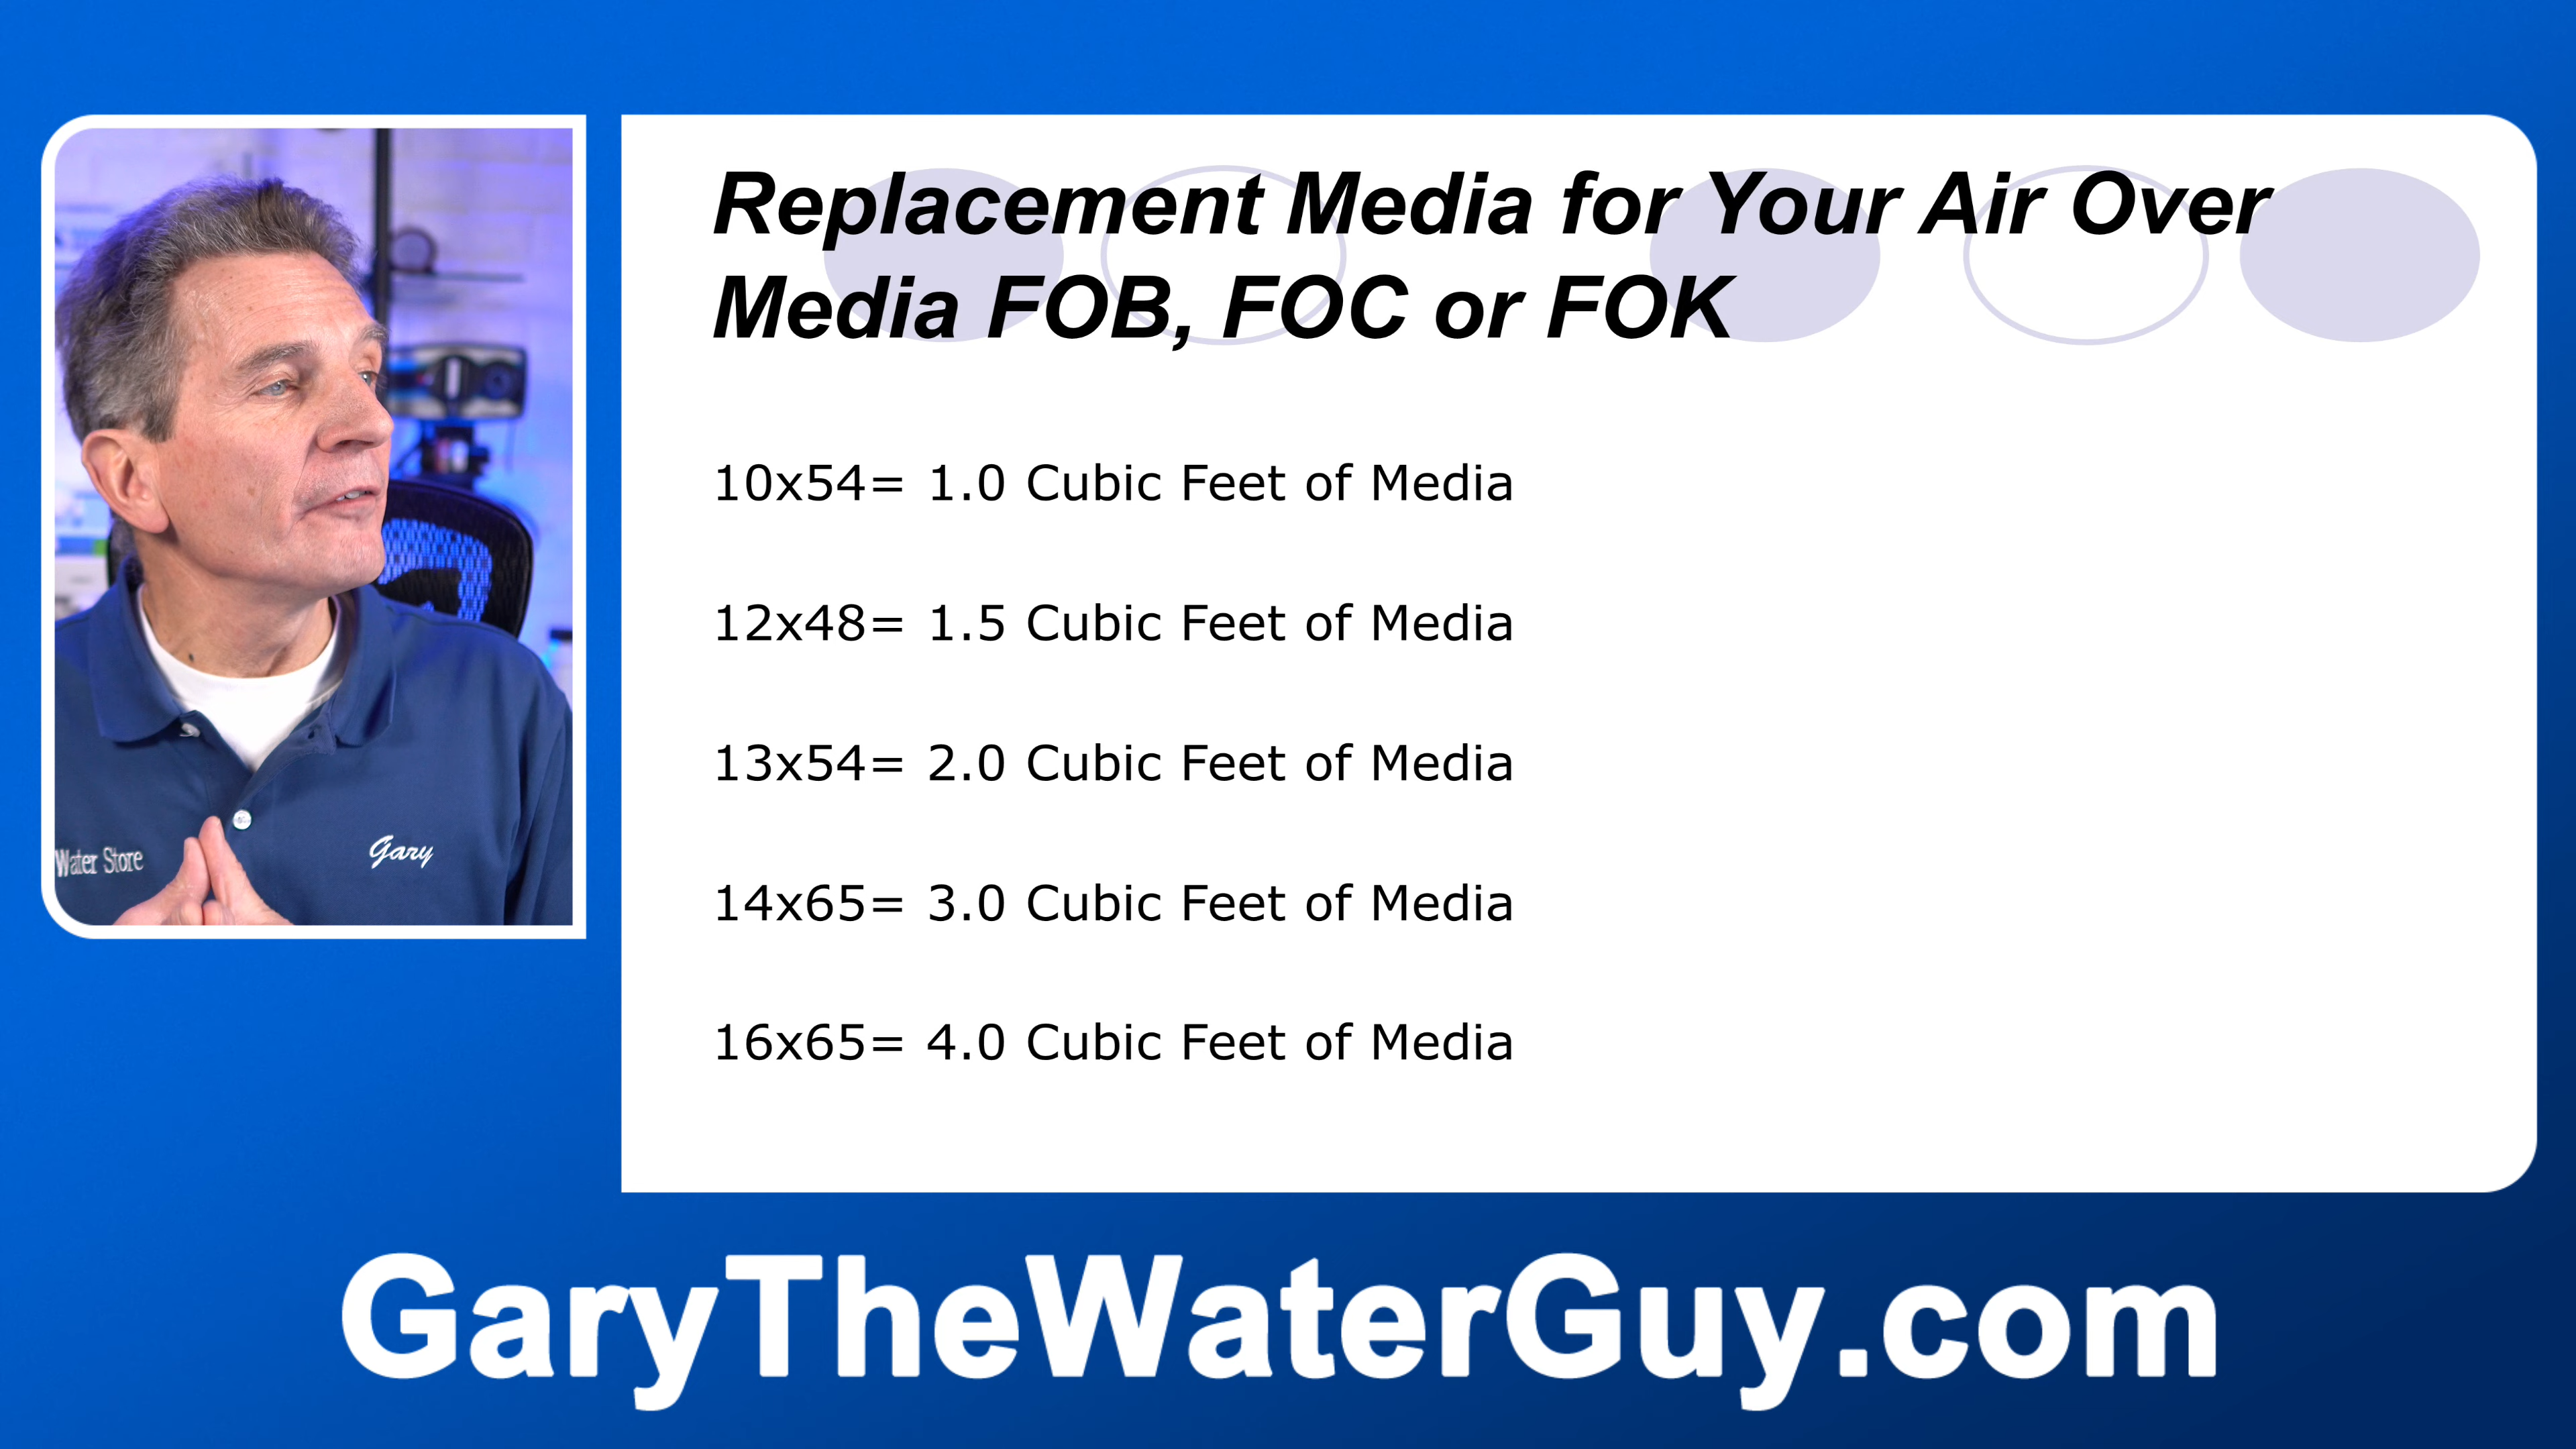 Replacement Media for Your Air Over
Media FOB, FOC or FOK
10x54= 1.0 Cubic Feet of Media
12x48= 1.5 Cubic Feet of Media
13x54= 2.0 Cubic Feet of Media
14x65= 3.0 Cubic Feet of Media
16x65= 4.0 Cubic Feet of Media
Water Store
Gary
GaryTheWaterGuy.com